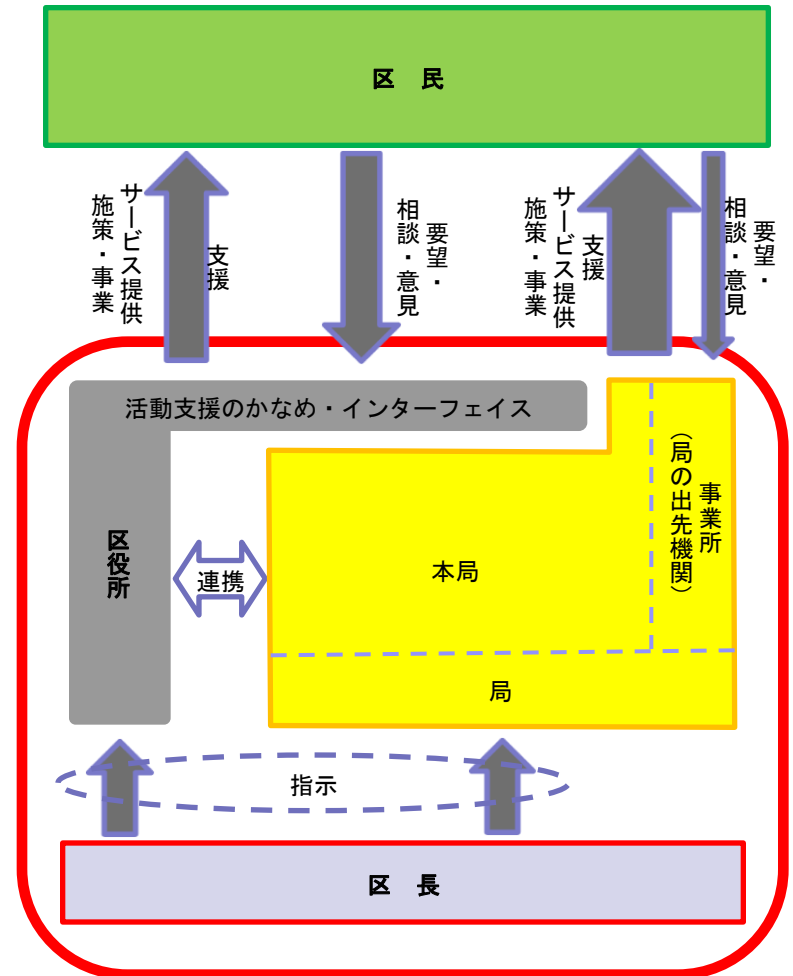 区　民
施策・事業
サービス提供
支援
要望・
相談・意見
施策・事業
サービス提供
支援
要望・
相談・意見
活動支援のかなめ・インターフェイス
区役所
連携
本局
事業所
（局の出先機関）
局
指示
区　長